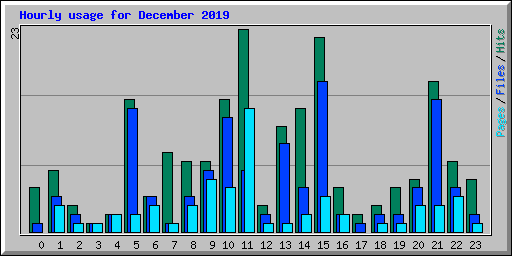 Hourly usage for December 2019
23
Pages/Files/Hits
0 1 2 3 4 5 6 7 8 9 10 11 12 13 14 15 16 17 18 19 20 21 22 23